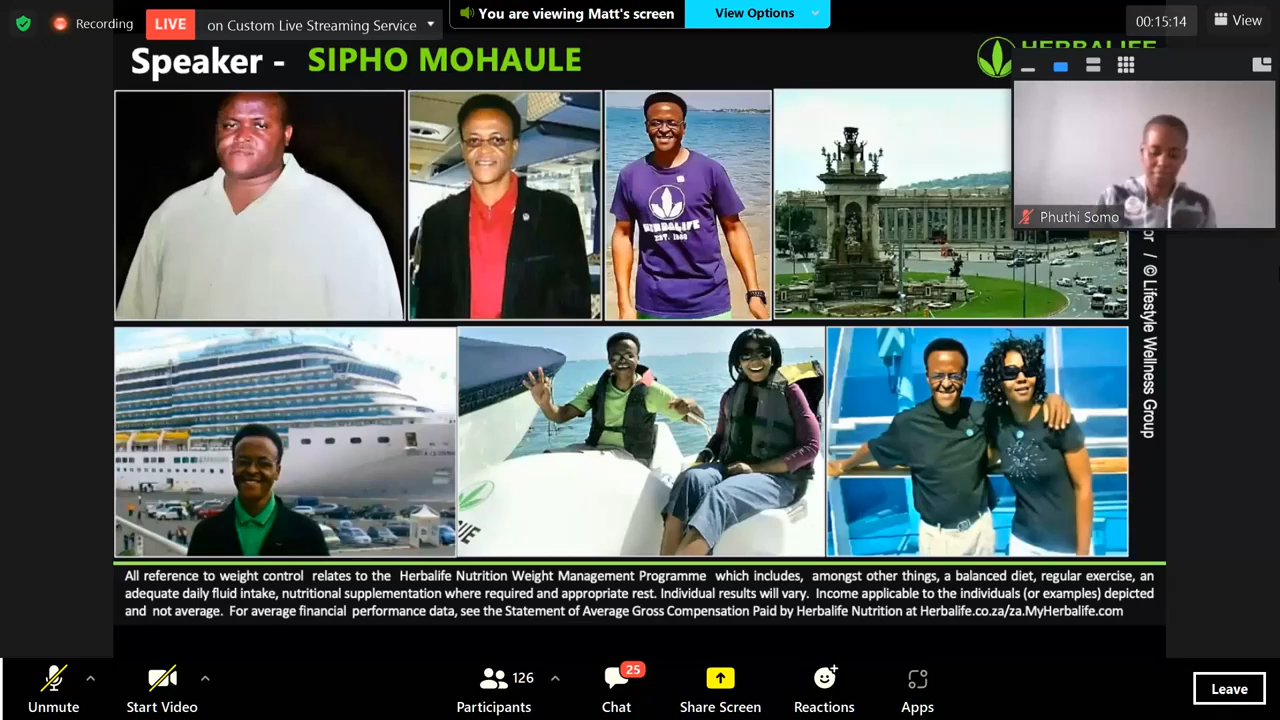 Recording
LIVE on Custom Live Streaming Service
You are viewing Matt's screen
View Options
00:15:14
View
Speaker - SIPHO MOHAULE
HERBALIFE
Phuthi Somo
HERBALIFE
EST. 1980
or / © Lifestyle Wellness Group
All reference to weight control relates to the Herbalife Nutrition Weight Management Programme which includes, amongst other things, a balanced diet, regular exercise, an
adequate daily fluid intake, nutritional supplementation where required and appropriate rest. Individual results will vary. Income applicable to the individuals (or examples) depicted
and not average. For average financial performance data, see the Statement of Average Gross Compensation Paid by Herbalife Nutrition at Herbalife.co.za/za.MyHerbalife.com
126
25
Unmute
Start Video
Participants
Chat
Share Screen
Reactions
Apps
Leave